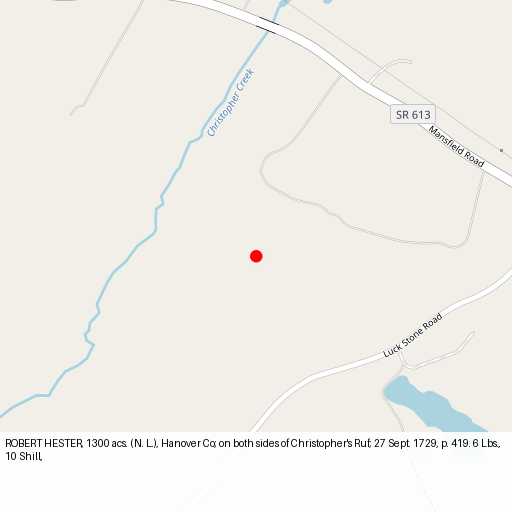 Christopher Creek
SR 613
Mansfield Road
Luck Stone Road
ROBERT HESTER, 1300 acs. (N. L.), Hanover Co; on both sides of Christopher's Ruf; 27 Sept. 1729, p. 419. 6 Lbs.,
10 Shill,